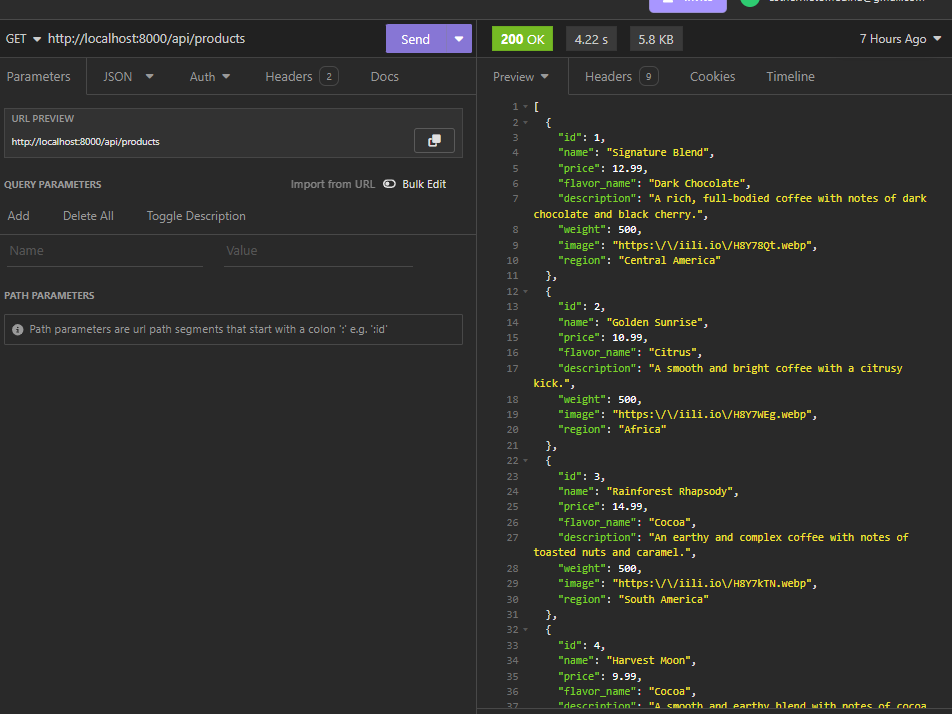 GET http://localhost:8000/api/products Send 200 OK 4.22 s 5.8 KB 7 Hours Ago
Parameters JSON Auth Headers 2 Docs Preview Headers 9 Cookies Timeline
URL PREVIEW
http://localhost:8000/api/products
QUERY PARAMETERS Import from URL Bulk Edit
Add Delete All Toggle Description
Name Value
PATH PARAMETERS
Path parameters are url path segments that start with a colon ':' e.g. ':id'
1 [
2 {
3 "id": 1,
4 "name": "Signature Blend",
5 "price": 12.99,
6 "flavor_name": "Dark Chocolate",
7 "description": "A rich, full-bodied coffee with notes of dark
chocolate and black cherry.",
8 "weight": 500,
9 "image": "https:\/\/iili.io\/H8Y78Qt.webp",
10 "region": "Central America"
11 },
12 {
13 "id": 2,
14 "name": "Golden Sunrise",
15 "price": 10.99,
16 "flavor_name": "Citrus",
17 "description": "A smooth and bright coffee with a citrusy
kick.",
18 "weight": 500,
19 "image": "https:\/\/iili.io\/H8Y7WEg.webp",
20 "region": "Africa"
21 },
22 {
23 "id": 3,
24 "name": "Rainforest Rhapsody",
25 "price": 14.99,
26 "flavor_name": "Cocoa",
27 "description": "An earthy and complex coffee with notes of
toasted nuts and caramel.",
28 "weight": 500,
29 "image": "https:\/\/iili.io\/H8Y7kTN.webp",
30 "region": "South America"
31 },
32 {
33 "id": 4,
34 "name": "Harvest Moon",
35 "price": 9.99,
36 "flavor_name": "Cocoa",
37 "description": "A smooth and earthy blend with notes of cocoa